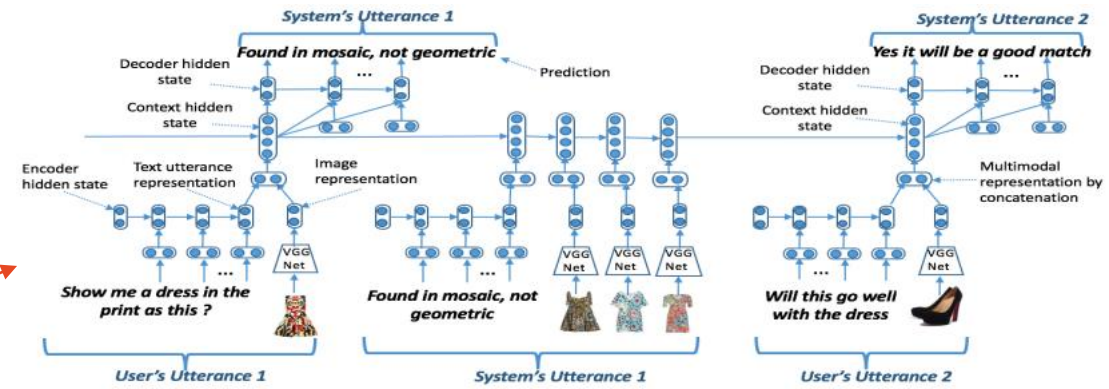 System's Utterance 1
System's Utterance 2
Found in mosaic, not geometric
Yes it will be a good match
Decoder hidden
state
...
Prediction
Decoder hidden
state
...
Context hidden
state
Context hidden
state
Encoder
hidden state
Text utterance
representation
Image
representation
Multimodal
representation by
concatenation
VGG
Net
VGG
Net
VGG
Net
VGG
Net
VGG
Net
...
...
...
Show me a dress in the
print as this ?
Found in mosaic, not
geometric
Will this go well
with the dress
User's Utterance 1
System's Utterance 1
User's Utterance 2